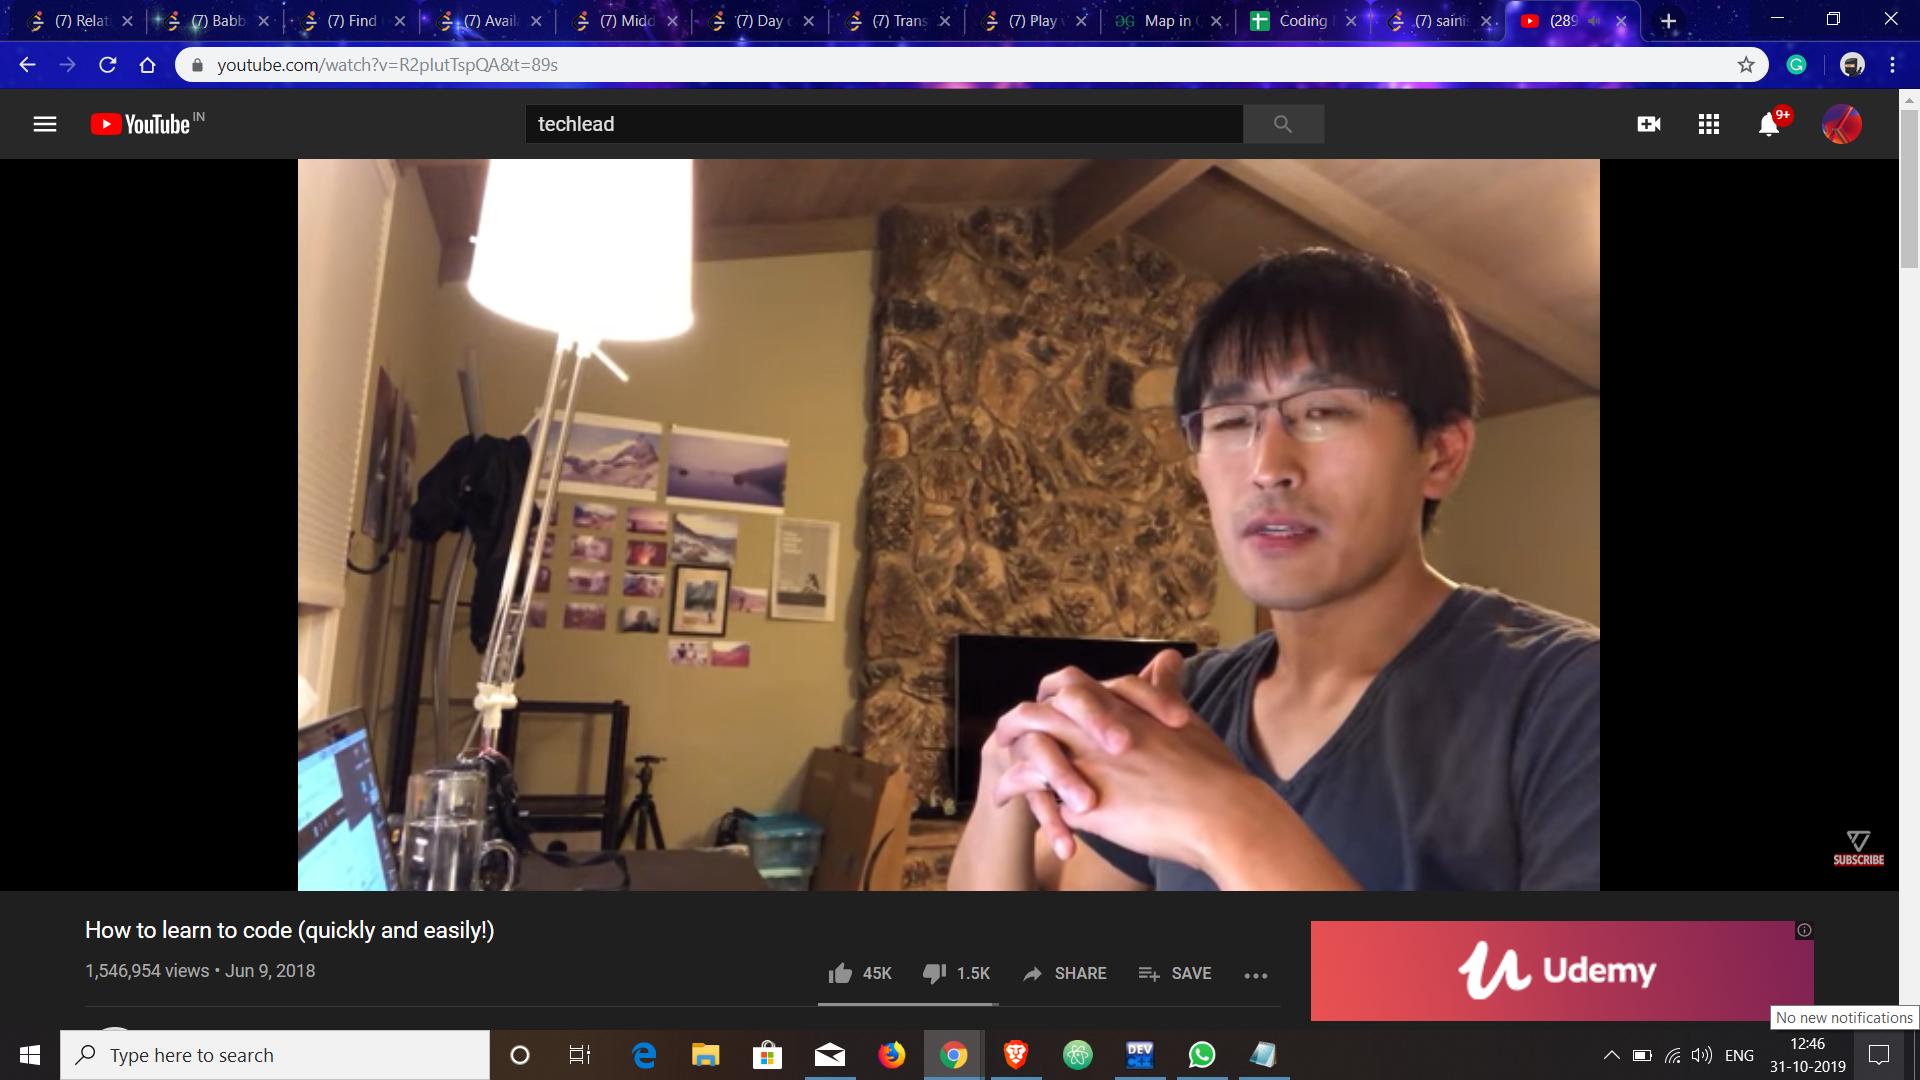 (7) Relat
(7) Babb
(7) Find
(7) Avail
(7) Midd
(7) Day
(7) Trans
(7) Play
Map in
Coding
(7) sainis
(289
youtube.com/watch?v=R2pIutTspQA&t=89s
YouTube IN
techlead
9+
SUBSCRIBE
How to learn to code (quickly and easily!)
1,546,954 views • Jun 9, 2018
45K
1.5K
SHARE
SAVE
Udemy
No new notifications
Type here to search
DEV
C++
ENG
12:46
31-10-2019